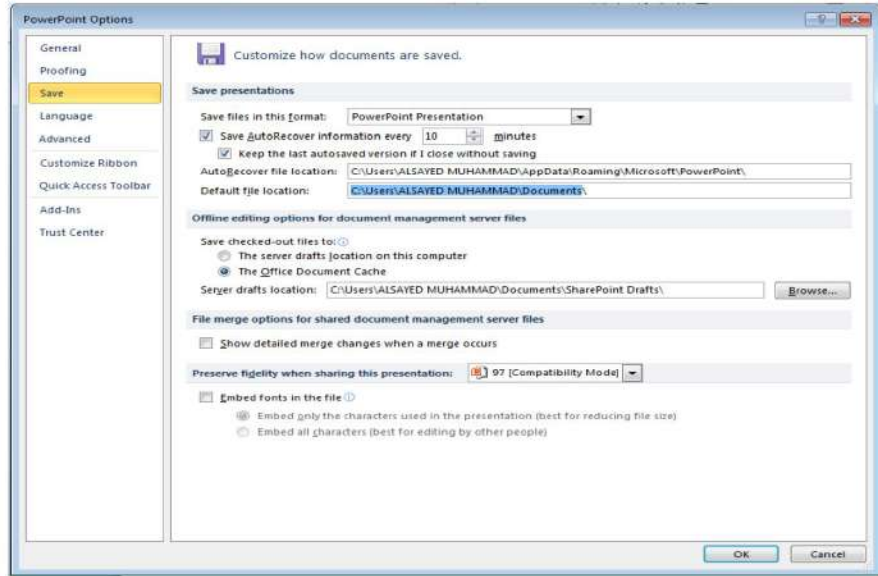 PowerPoint Options
General
Proofing
Save
Language
Advanced
Customize Ribbon
Quick Access Toolbar
Add-Ins
Trust Center
Customize how documents are saved.
Save presentations
Save files in this format: PowerPoint Presentation
Save AutoRecover information every 10 minutes
Keep the last autosaved version if I close without saving
AutoRecover file location: C:\Users\ALSAYED MUHAMMAD\AppData\Roaming\Microsoft\PowerPoint\
Default file location: C:\Users\ALSAYED MUHAMMAD\Documents\
Offline editing options for document management server files
Save checked-out files to:
The server drafts location on this computer
The Office Document Cache
Server drafts location: C:\Users\ALSAYED MUHAMMAD\Documents\SharePoint Drafts\ Browse...
File merge options for shared document management server files
Show detailed merge changes when a merge occurs
Preserve fidelity when sharing this presentation: 97 [Compatibility Mode]
Embed fonts in the file
Embed only the characters used in the presentation (best for reducing file size)
Embed all characters (best for editing by other people)
OK Cancel